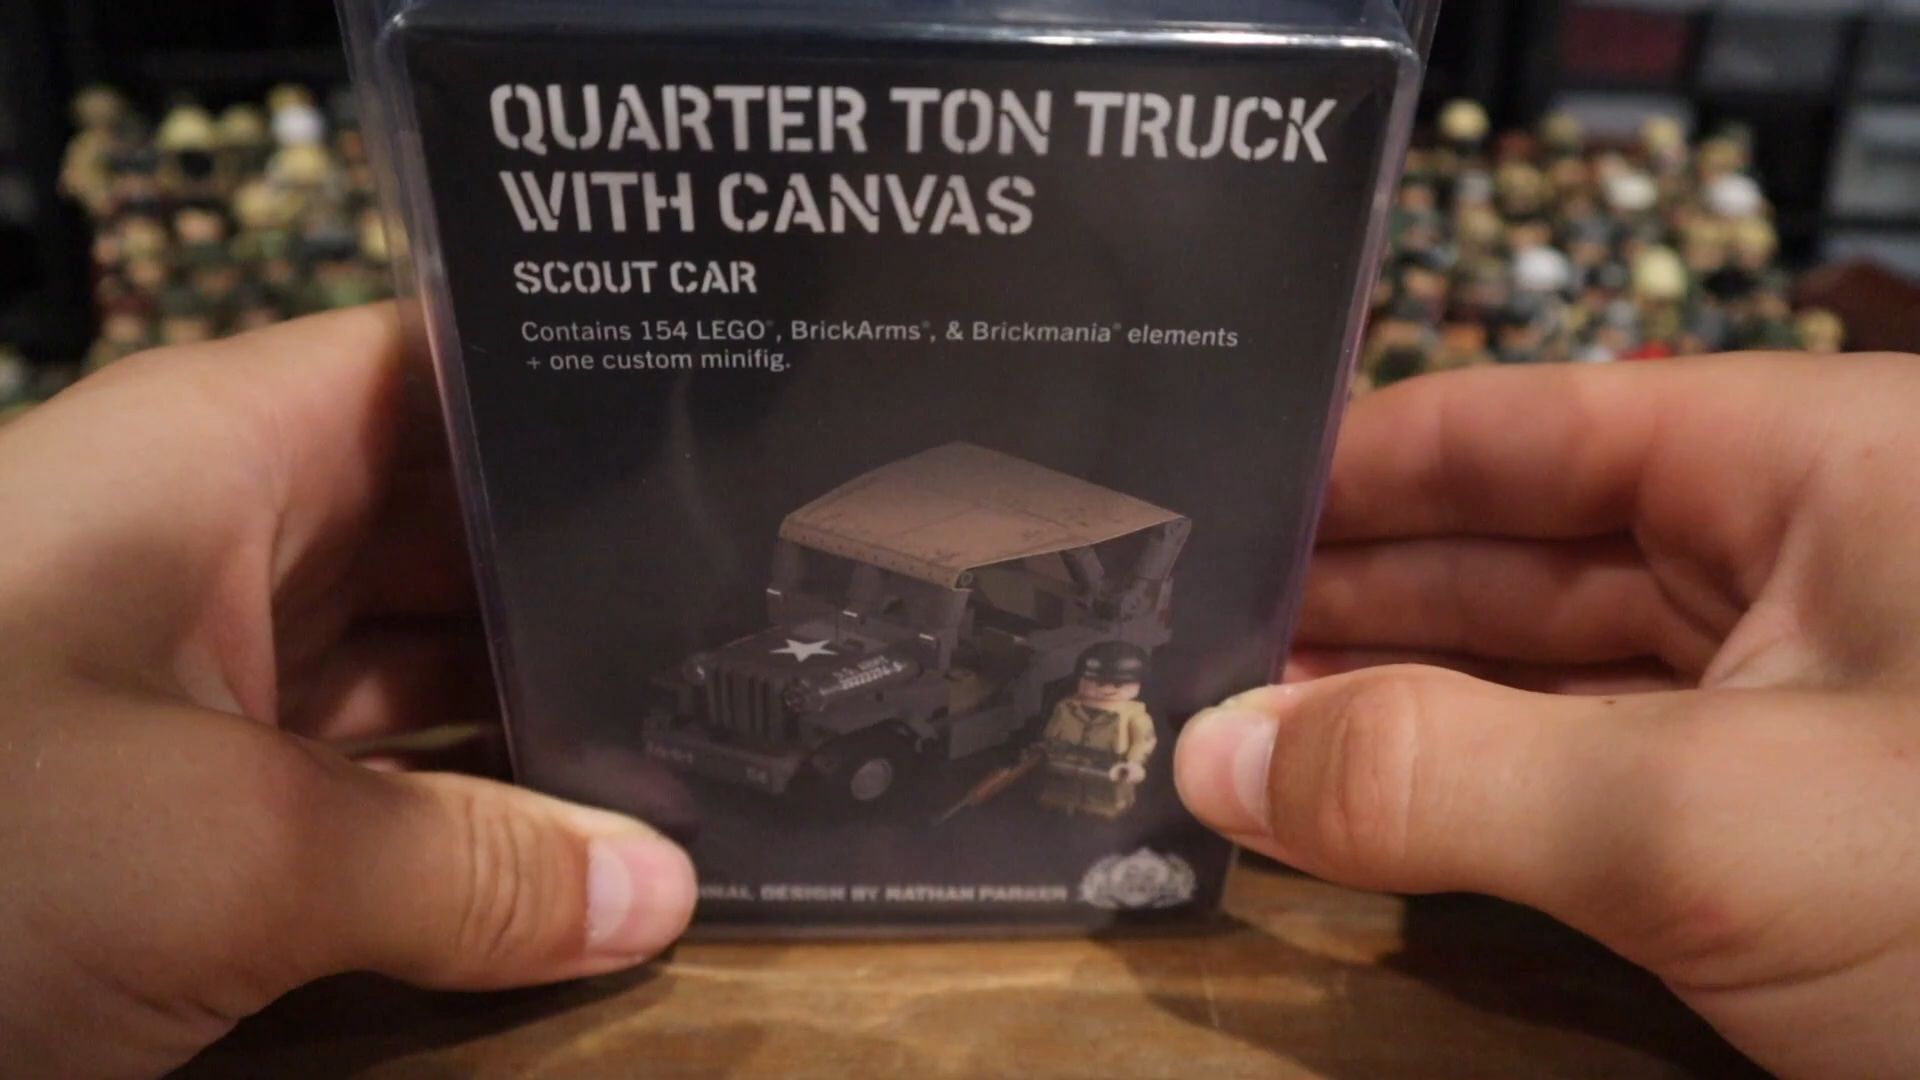 QUARTER TON TRUCK
WITH CANVAS
SCOUT CAR
Contains 154 LEGO®, BrickArms®, & Brickmania® elements
+ one custom minifig.
DESIGN BY NATHAN PARKER